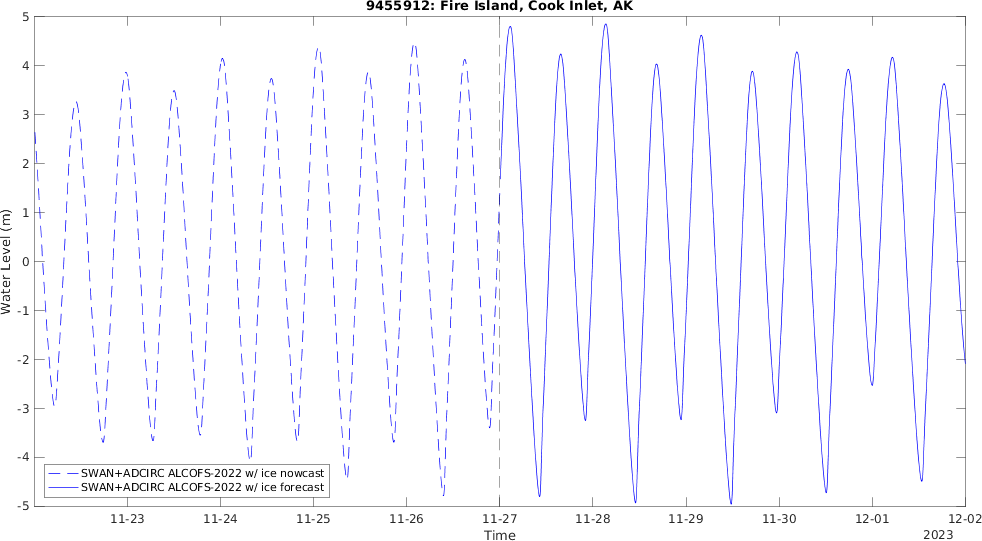 9455912: Fire Island, Cook Inlet, AK
5
4
3
2
1
0
-1
-2
-3
-4
-5
Water Level (m)
SWAN+ADCIRC ALCOFS-2022 w/ ice nowcast
SWAN+ADCIRC ALCOFS-2022 w/ ice forecast
11-23 11-24 11-25 11-26 11-27 11-28 11-29 11-30 12-01 12-02
Time
2023